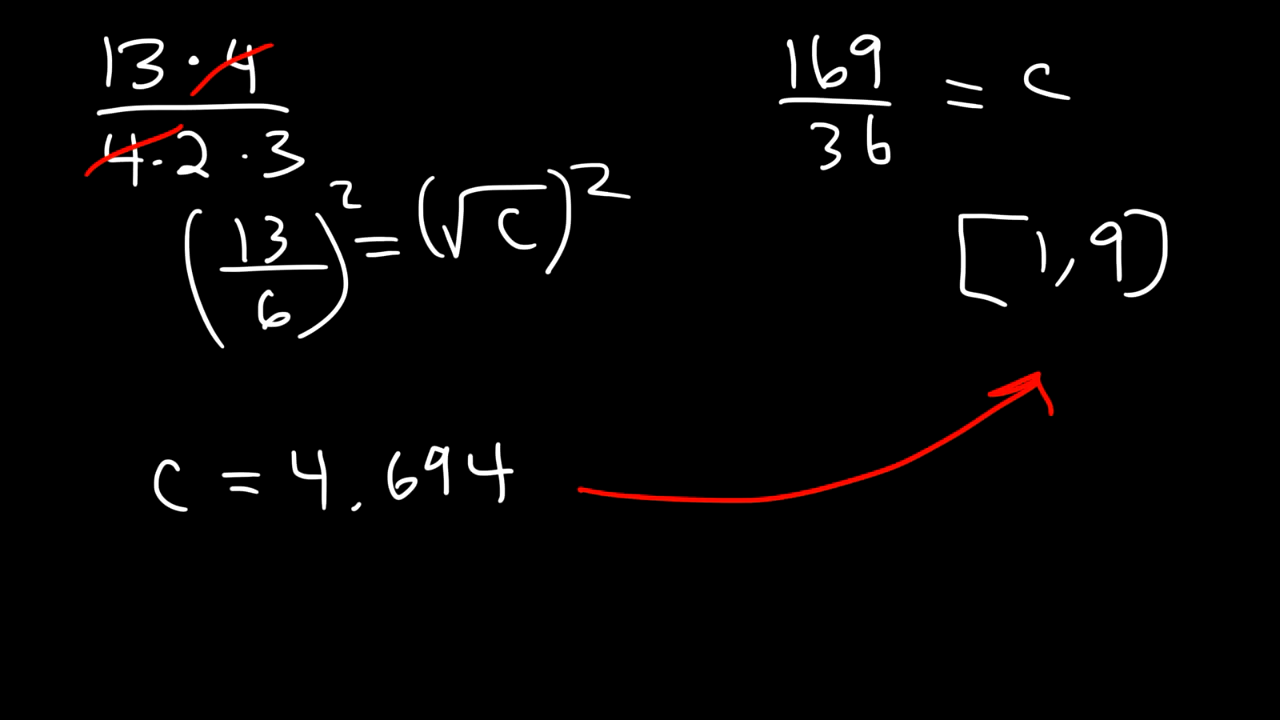 13 · 4
4 · 2 · 3
(13/6)² = (√c)²
169/36 = c
[1, 9)
c = 4.694